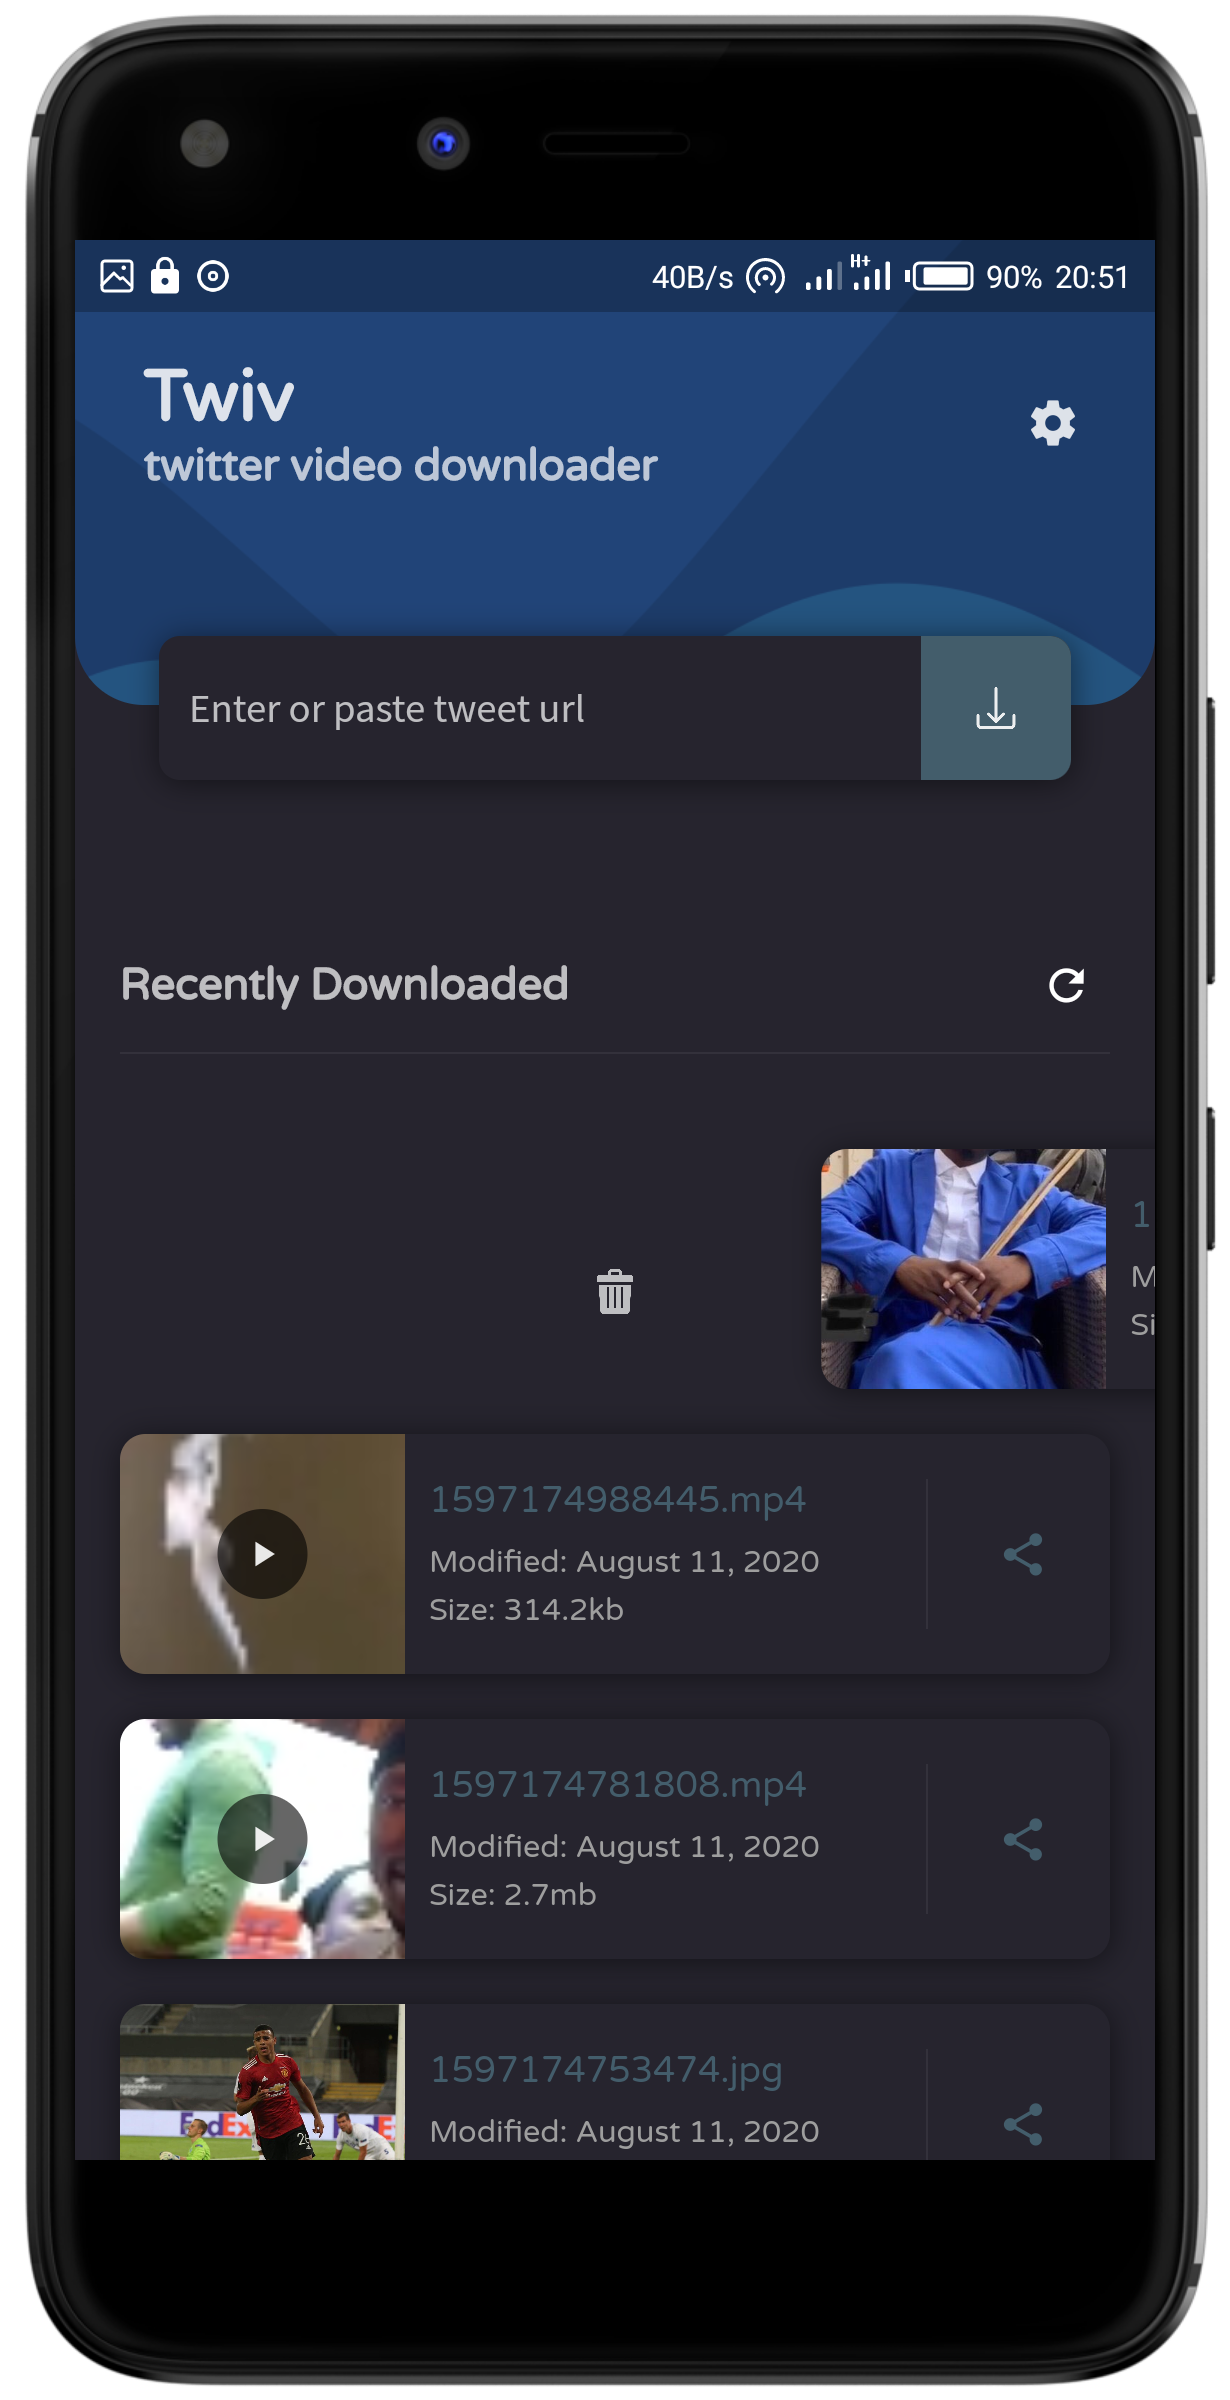 40B/s H+ 90% 20:51
Twiv
twitter video downloader
Enter or paste tweet url
Recently Downloaded
1
M
Si
1597174988445.mp4
Modified: August 11, 2020
Size: 314.2kb
1597174781808.mp4
Modified: August 11, 2020
Size: 2.7mb
FedEx
1597174753474.jpg
Modified: August 11, 2020